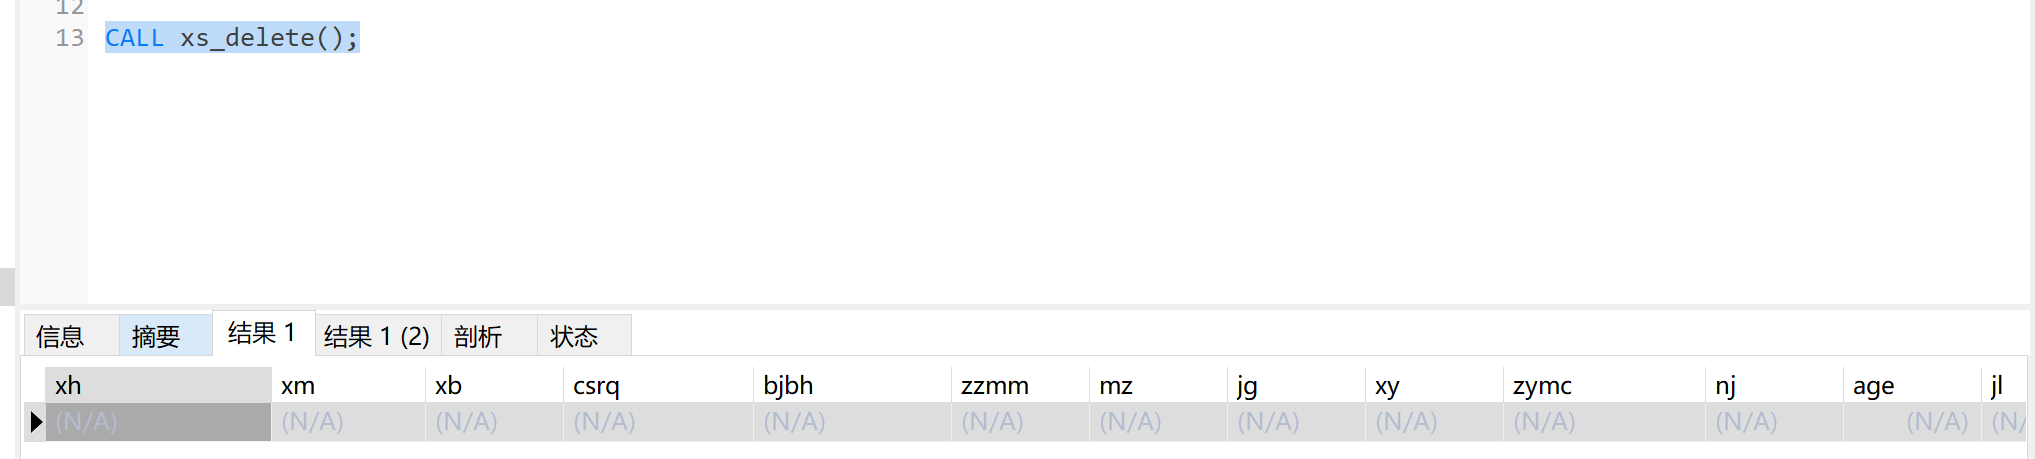 12
13 CALL xs_delete();
信息 摘要 结果 1 结果 1 (2) 剖析 状态
xh xm xb csrq bjbh zzmm mz jg xy zymc nj age jl
(N/A) (N/A) (N/A) (N/A) (N/A) (N/A) (N/A) (N/A) (N/A) (N/A) (N/A) (N/A) (N/